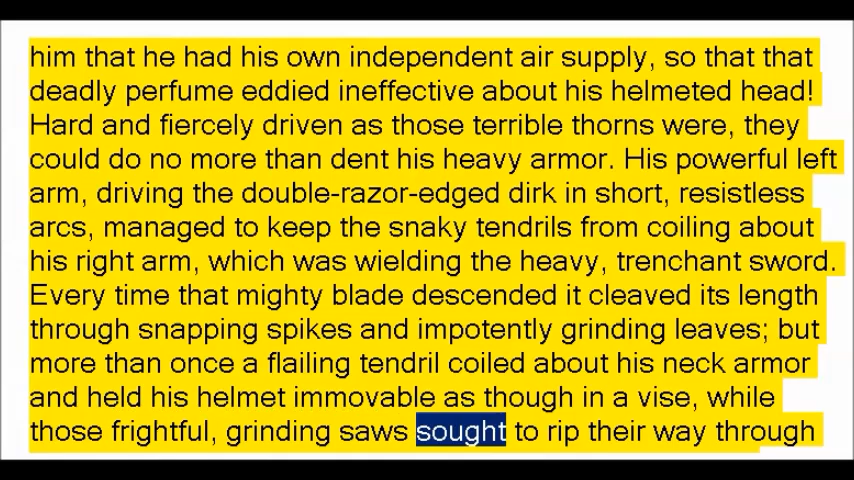 him that he had his own independent air supply, so that that
deadly perfume eddied ineffective about his helmeted head!
Hard and fiercely driven as those terrible thorns were, they
could do no more than dent his heavy armor. His powerful left
arm, driving the double-razor-edged dirk in short, resistless
arcs, managed to keep the snaky tendrils from coiling about
his right arm, which was wielding the heavy, trenchant sword.
Every time that mighty blade descended it cleaved its length
through snapping spikes and impotently grinding leaves; but
more than once a flailing tendril coiled about his neck armor
and held his helmet immovable as though in a vise, while
those frightful, grinding saws sought to rip their way through